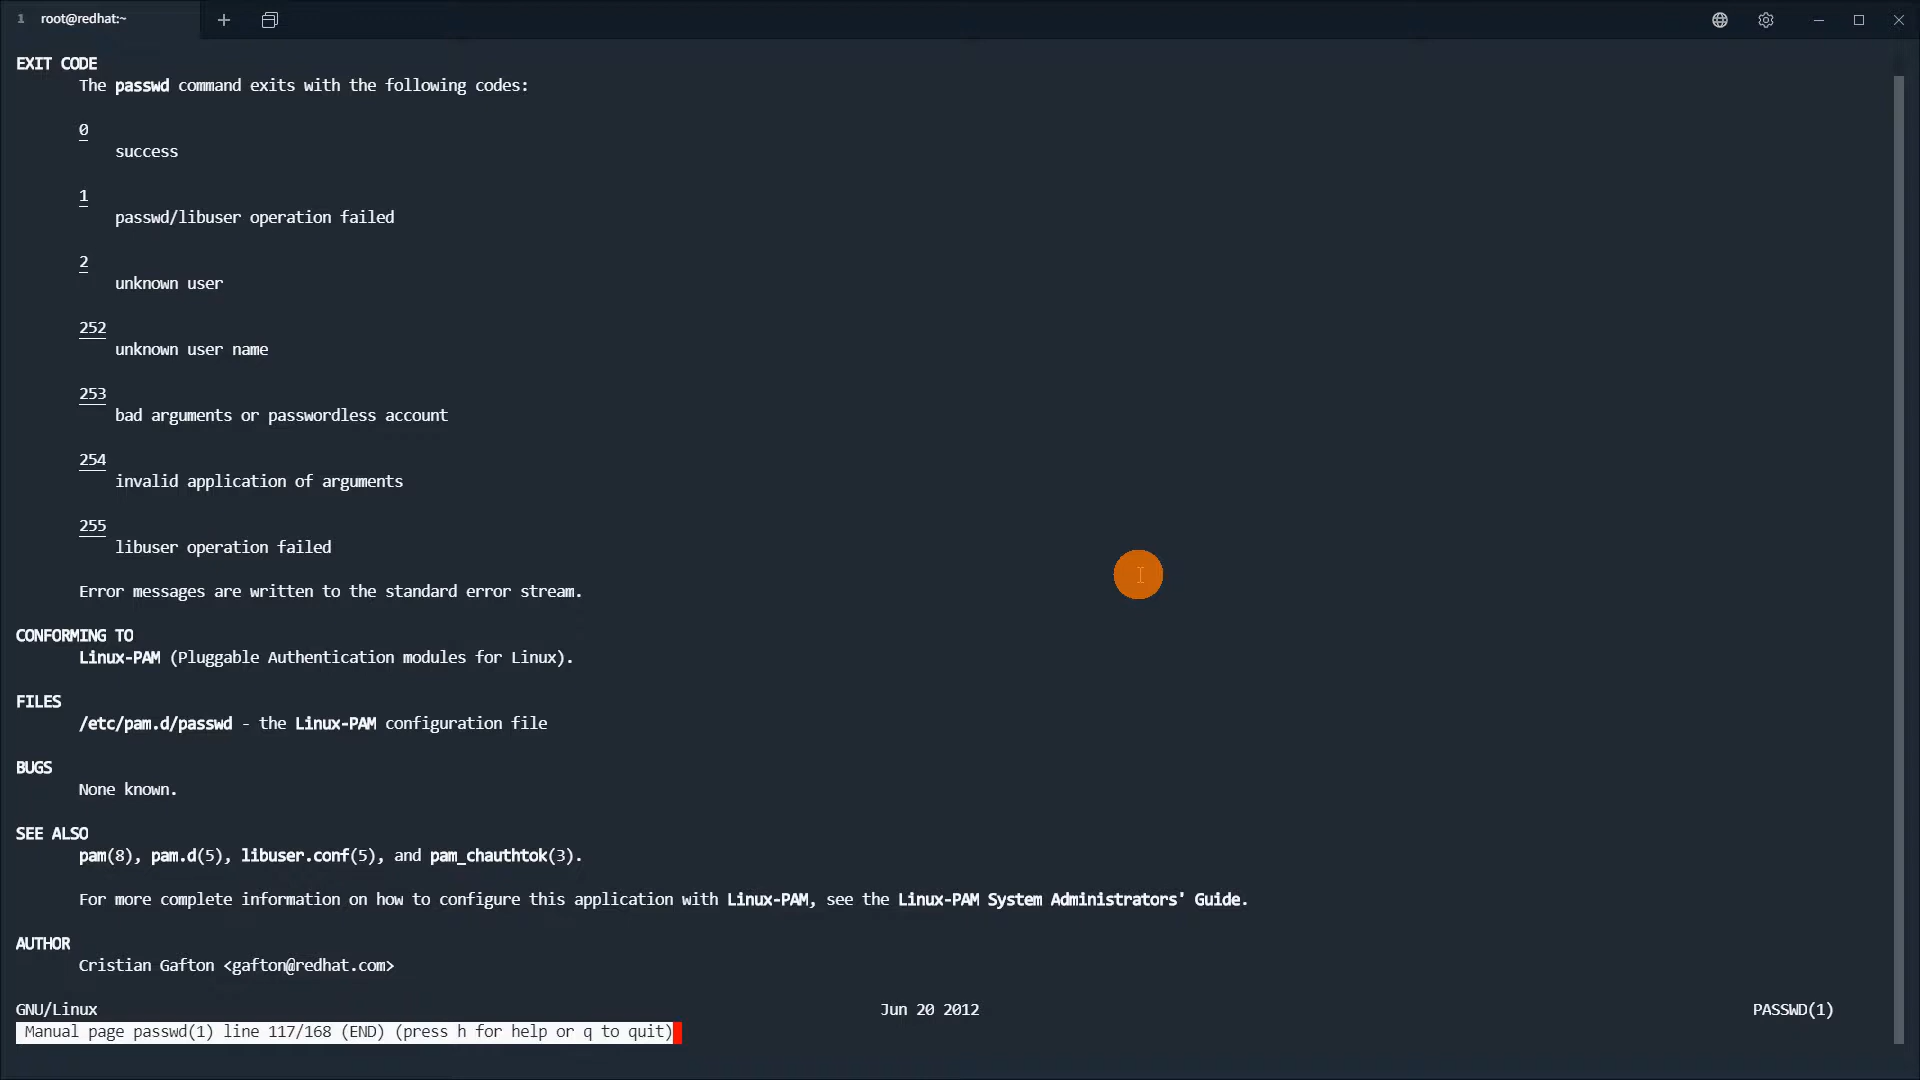 1 root@redhat:~
EXIT CODE
The passwd command exits with the following codes:
0
success
1
passwd/libuser operation failed
2
unknown user
252
unknown user name
253
bad arguments or passwordless account
254
invalid application of arguments
255
libuser operation failed
Error messages are written to the standard error stream.
CONFORMING TO
Linux-PAM (Pluggable Authentication modules for Linux).
FILES
/etc/pam.d/passwd - the Linux-PAM configuration file
BUGS
None known.
SEE ALSO
pam(8), pam.d(5), libuser.conf(5), and pam_chauthtok(3).
For more complete information on how to configure this application with Linux-PAM, see the Linux-PAM System Administrators' Guide.
AUTHOR
Cristian Gafton <gafton@redhat.com>
GNU/Linux Jun 20 2012 PASSWD(1)
Manual page passwd(1) line 117/168 (END) (press h for help or q to quit)